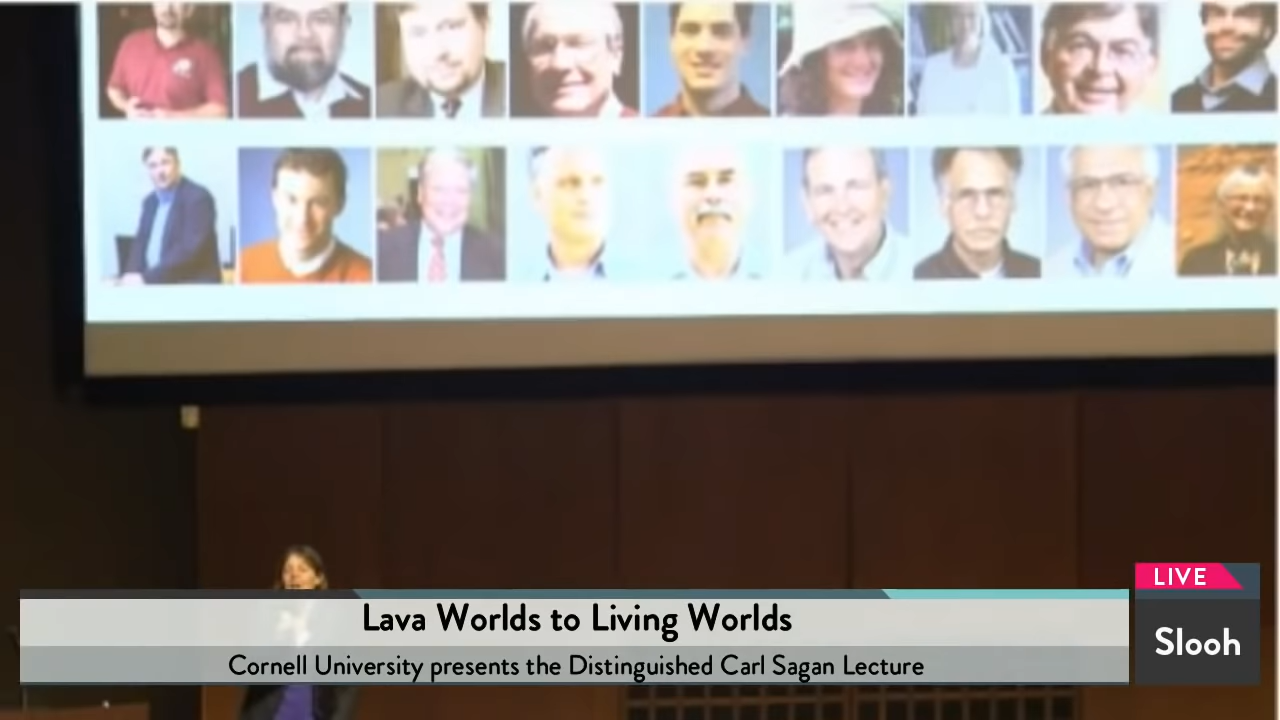 LIVE
Lava Worlds to Living Worlds
Slooh
Cornell University presents the Distinguished Carl Sagan Lecture